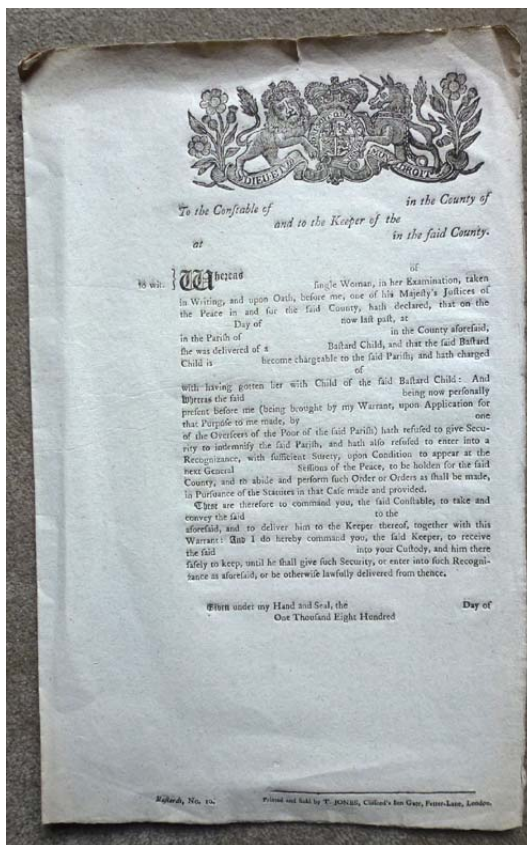 DIEU ET MON DROIT
To the Conſtable of in the County of
and to the Keeper of the
at in the ſaid County.
of
to wit. } Whereas ſingle Woman, in her Examination, taken
in Writing, and upon Oath, before me, one of his Majeſty's Juſtices of
the Peace in and for the ſaid County, hath declared, that on the
Day of now laſt paſt, at
in the Pariſh of in the County aforeſaid,
ſhe was delivered of a Baſtard Child, and that the ſaid Baſtard
Child is become chargeable to the ſaid Pariſh, and hath charged
of
with having gotten her with Child of the ſaid Baſtard Child: And
Whereas the ſaid being now perſonally
preſent before me (being brought by my Warrant, upon Application for
that Purpoſe to me made, by one
of the Overſeers of the Poor of the ſaid Pariſh) hath refuſed to give Secu-
rity to indemnify the ſaid Pariſh, and hath alſo refuſed to enter into a
Recognizance, with ſufficient Surety, upon Condition to appear at the
next General Seſſions of the Peace, to be holden for the ſaid
County, and to abide and perform ſuch Order or Orders as ſhall be made,
in Purſuance of the Statutes in that Caſe made and provided.
Theſe are therefore to command you, the ſaid Conſtable, to take and
convey the ſaid to the
aforeſaid, and to deliver him to the Keeper thereof, together with this
Warrant: And I do hereby command you, the ſaid Keeper, to receive
the ſaid into your Cuſtody, and him there
ſafely to keep, until he ſhall give ſuch Security, or enter into ſuch Recogni-
zance as aforeſaid, or be otherwiſe lawfully delivered from thence.
Given under my Hand and Seal, the Day of
One Thouſand Eight Hundred
Baſtards, No. 10. Printed and Sold by T. JONES, Clifford's Inn Gate, Fetter-Lane, London.